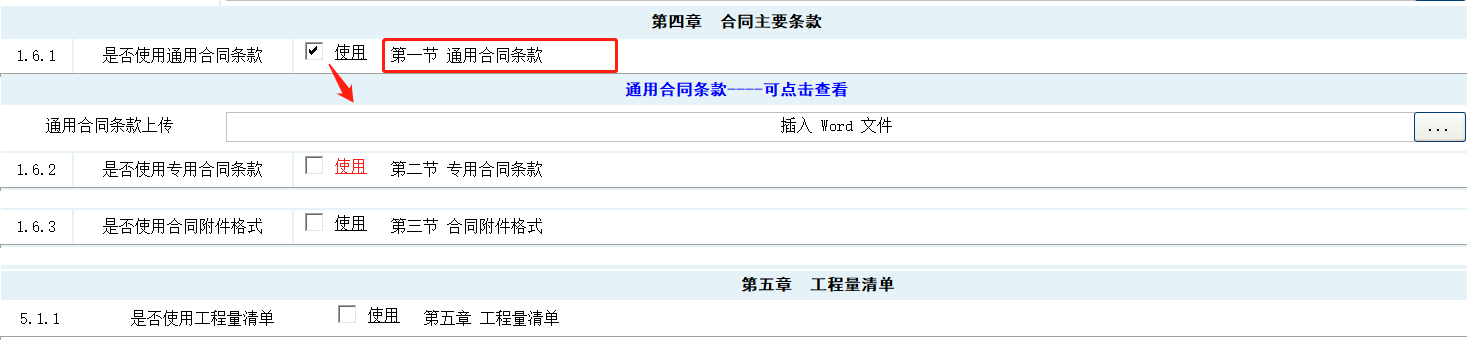 第四章 合同主要条款
1.6.1 是否使用通用合同条款 使用 第一节 通用合同条款
通用合同条款----可点击查看
通用合同条款上传 插入 Word 文件 ...
1.6.2 是否使用专用合同条款 使用 第二节 专用合同条款
1.6.3 是否使用合同附件格式 使用 第三节 合同附件格式
第五章 工程量清单
5.1.1 是否使用工程量清单 使用 第五章 工程量清单